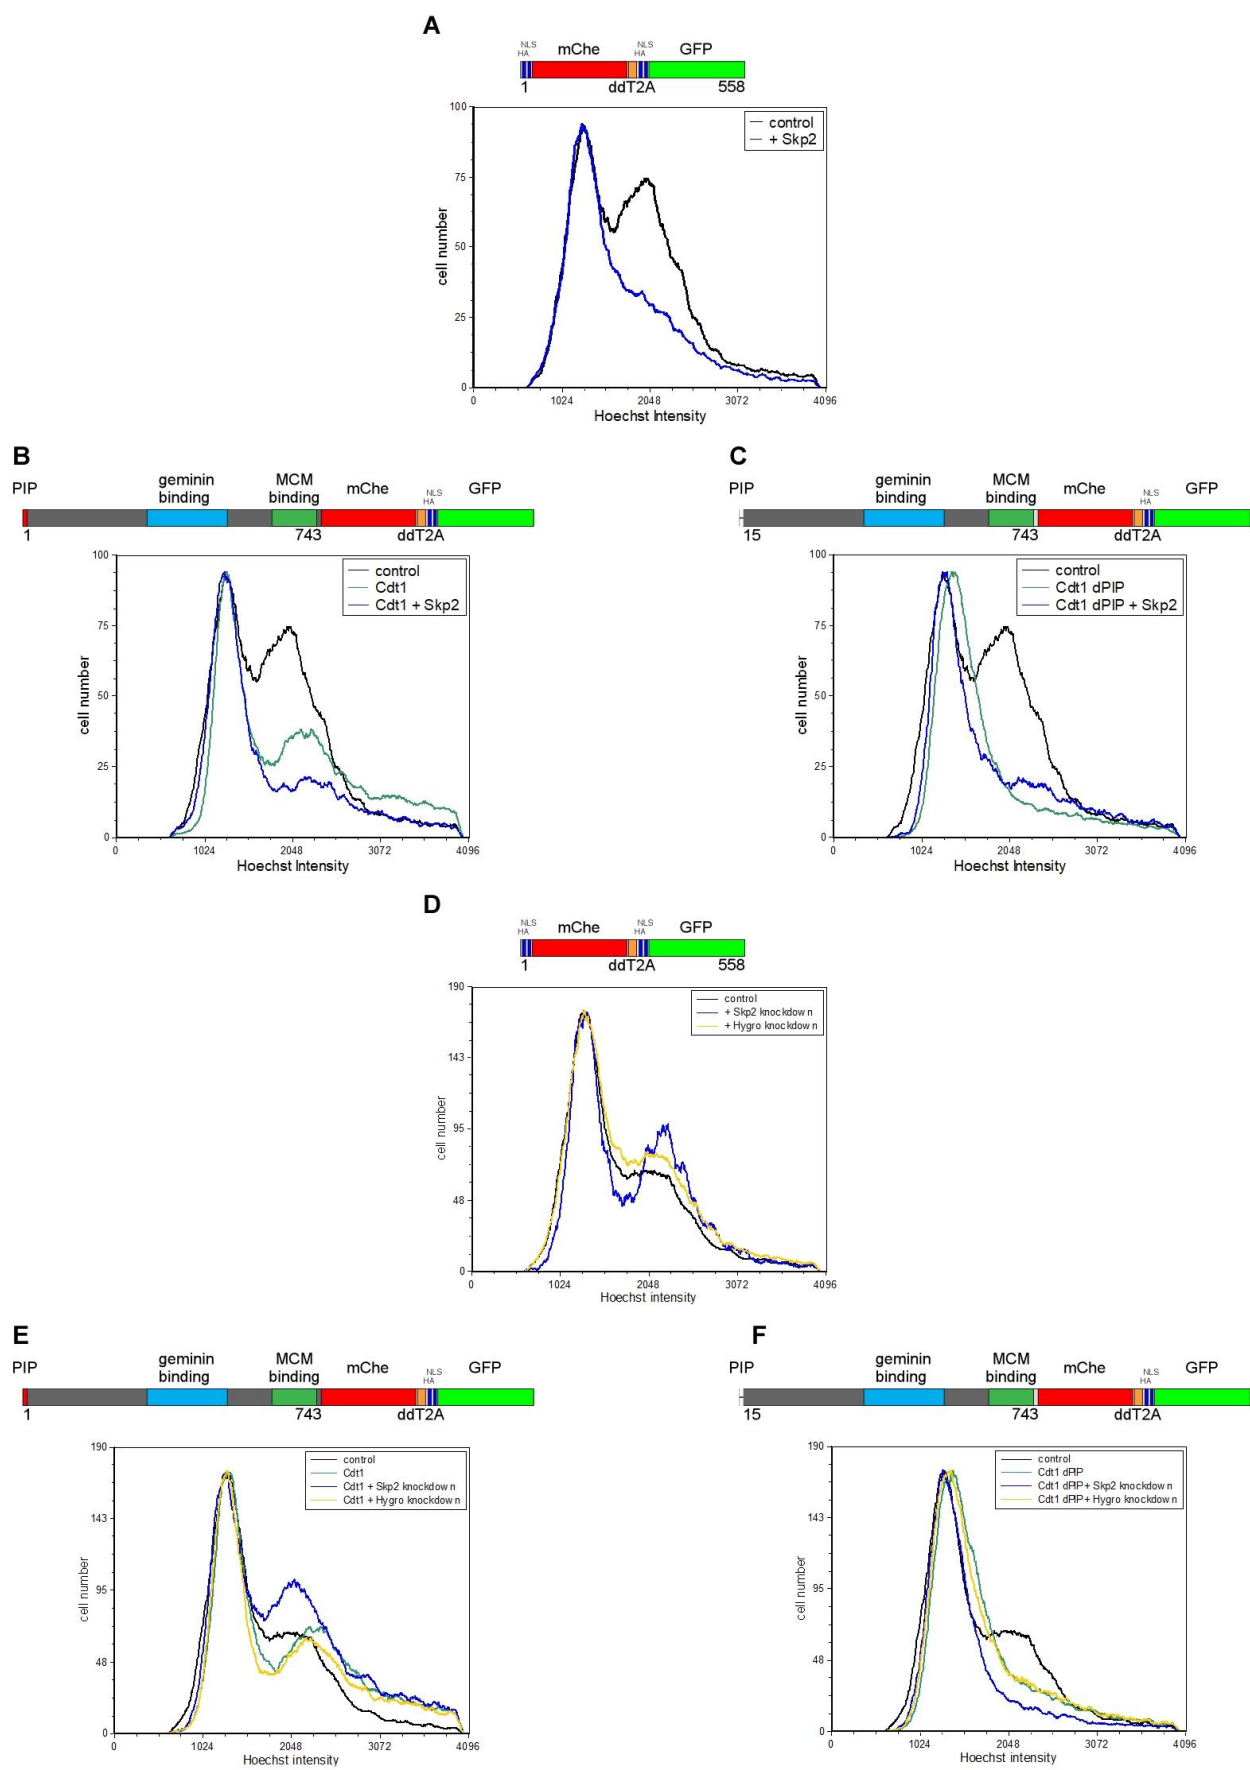 A
NLS NLS
HA mChe HA GFP
1 ddT2A 558
100
75
50
25
0
cell number
control
+ Skp2
0 1024 2048 3072 4096
Hoechst Intensity
B
PIP geminin binding MCM binding mChe NLS HA GFP
1 743 ddT2A
100
75
50
25
0
cell number
control
Cdt1
Cdt1 + Skp2
0 1024 2048 3072 4096
Hoechst Intensity
C
PIP geminin binding MCM binding mChe NLS HA GFP
15 743 ddT2A
100
75
50
25
0
cell number
control
Cdt1 dPIP
Cdt1 dPIP + Skp2
0 1024 2048 3072 4096
Hoechst Intensity
D
NLS NLS
HA mChe HA GFP
1 ddT2A 558
190
143
95
48
0
cell number
control
+ Skp2 knockdown
+ Hygro knockdown
0 1024 2048 3072 4096
Hoechst intensity
E
PIP geminin binding MCM binding mChe NLS HA GFP
1 743 ddT2A
190
143
95
48
0
cell number
control
Cdt1
Cdt1 + Skp2 knockdown
Cdt1 + Hygro knockdown
0 1024 2048 3072 4096
Hoechst intensity
F
PIP geminin binding MCM binding mChe NLS HA GFP
15 743 ddT2A
190
143
95
48
0
cell number
control
Cdt1 dPIP
Cdt1 dPIP + Skp2 knockdown
Cdt1 dPIP + Hygro knockdown
0 1024 2048 3072 4096
Hoechst intensity